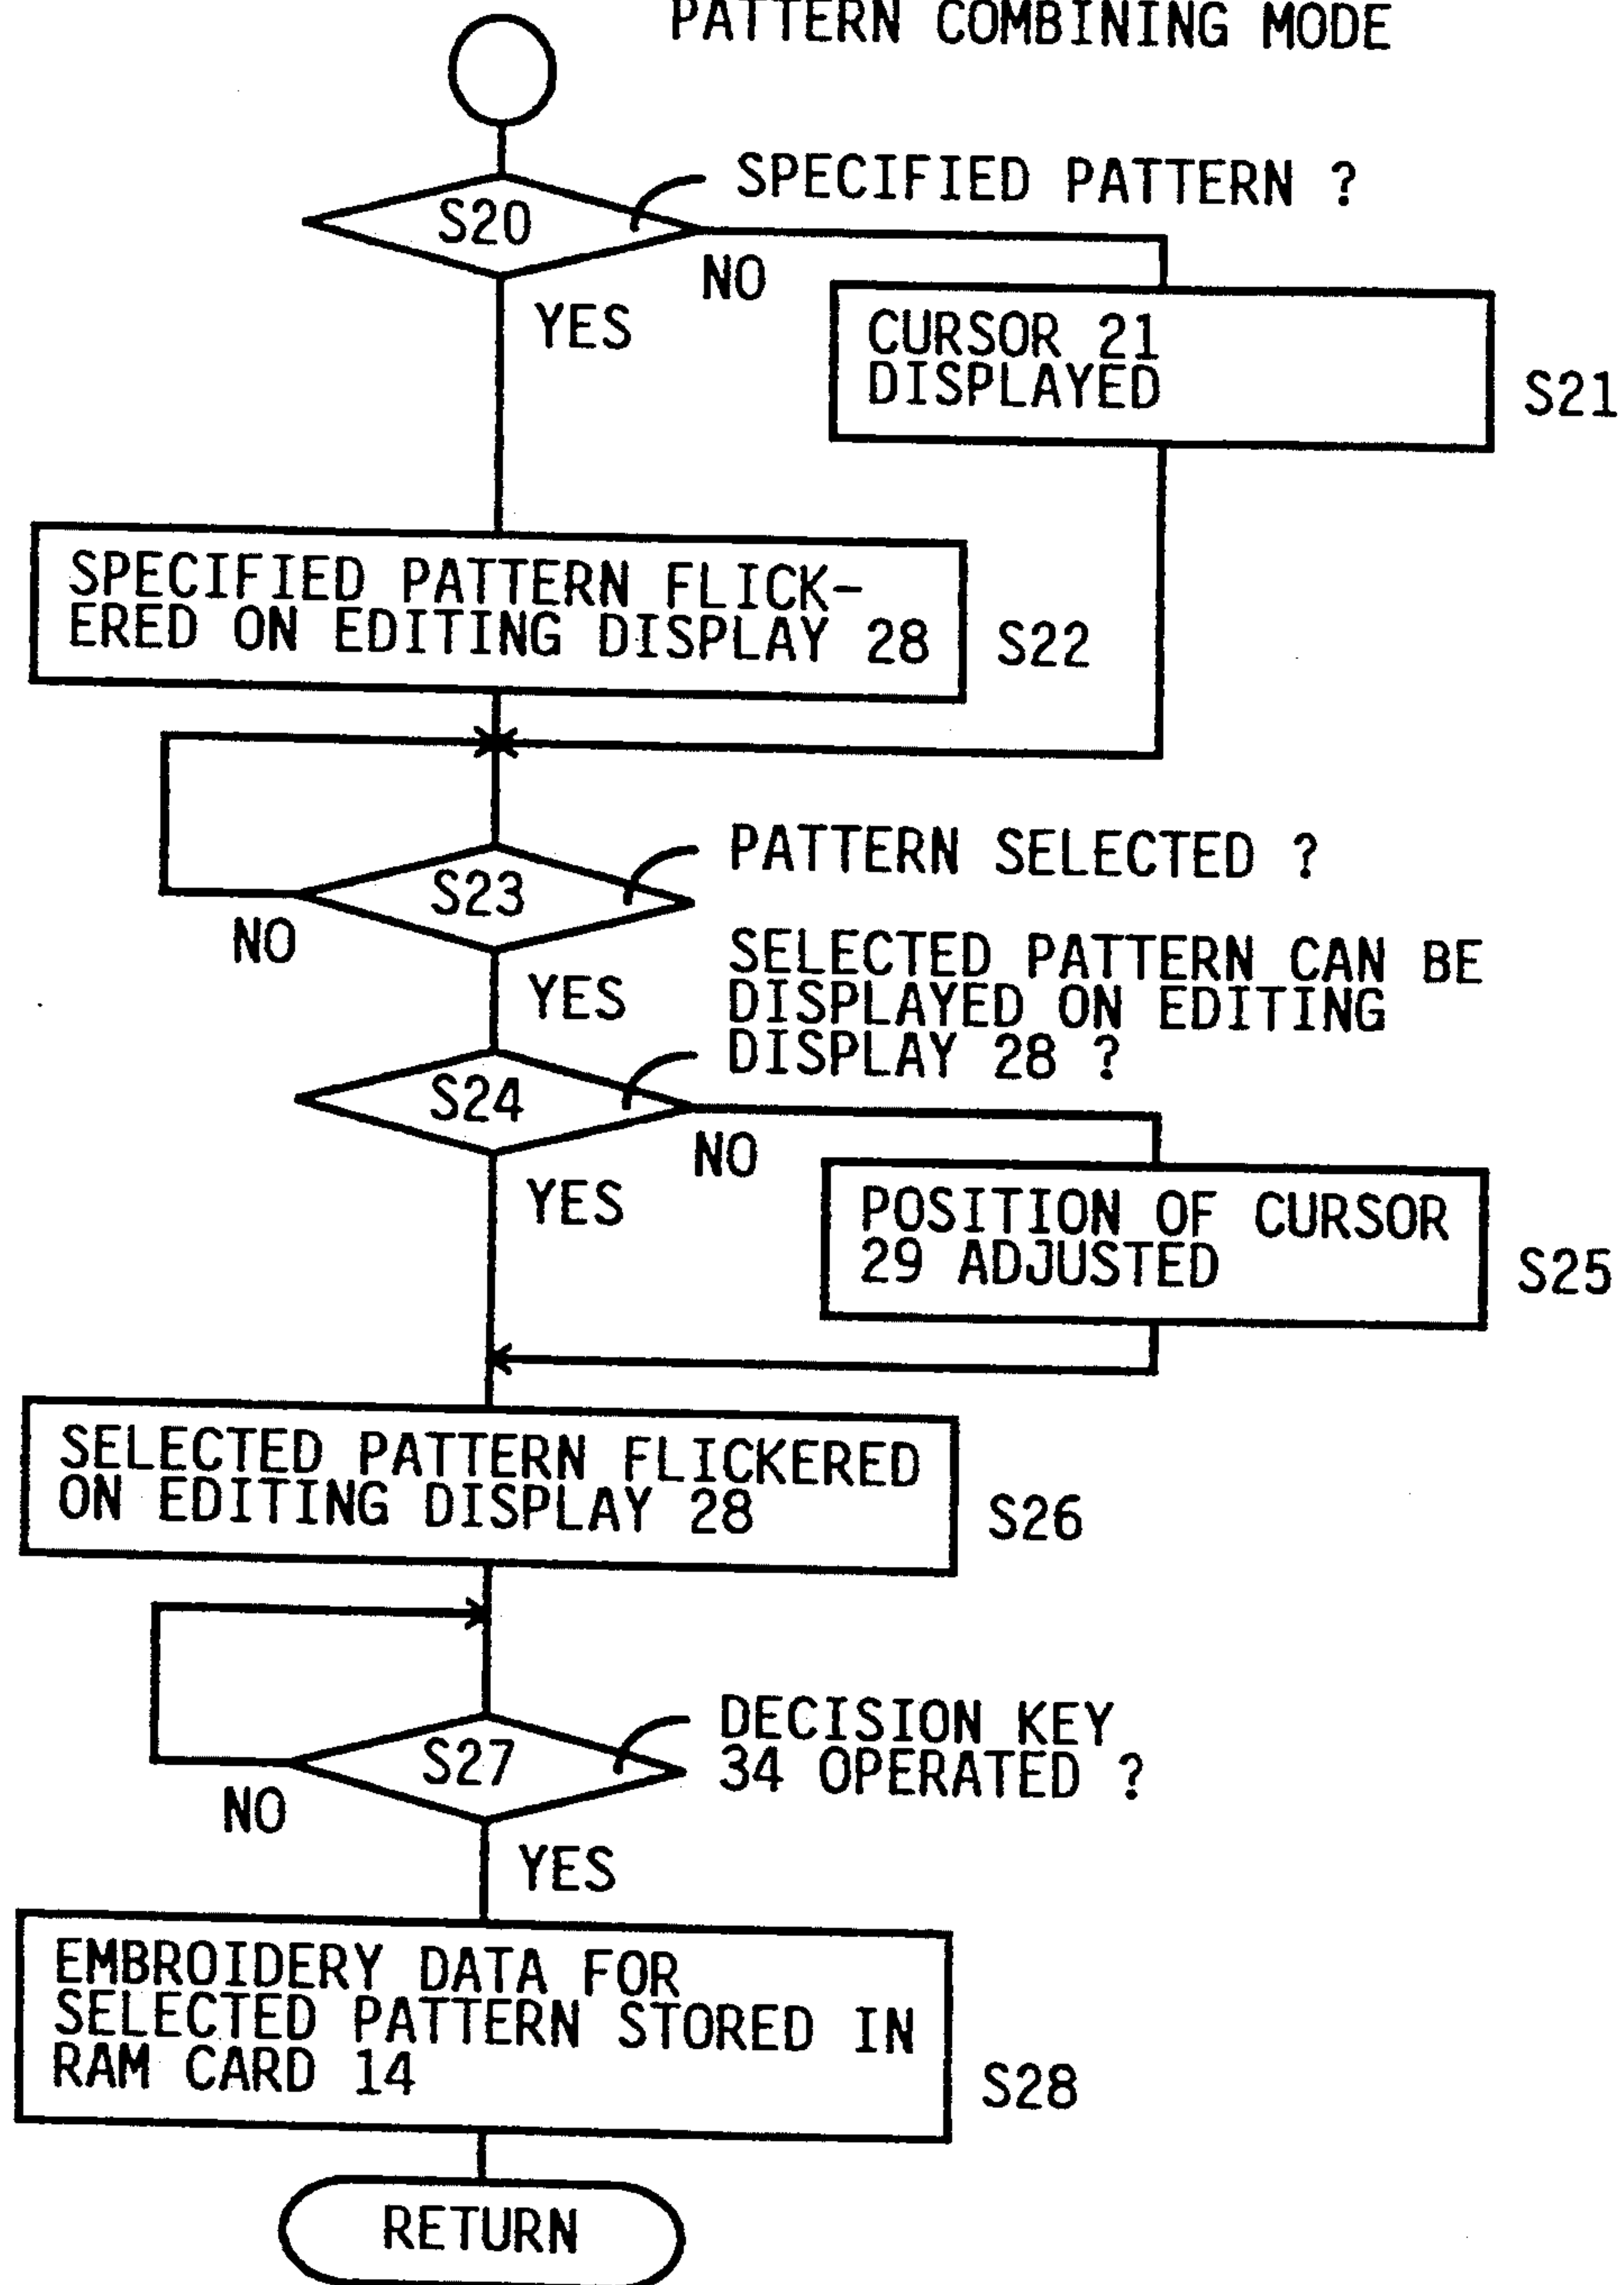 PATTERN COMBINING MODE
SPECIFIED PATTERN ?
S20
NO
YES
CURSOR 21
DISPLAYED
S21
SPECIFIED PATTERN FLICK-
ERED ON EDITING DISPLAY 28
S22
PATTERN SELECTED ?
S23
NO
YES
SELECTED PATTERN CAN BE
DISPLAYED ON EDITING
DISPLAY 28 ?
S24
NO
YES
POSITION OF CURSOR
29 ADJUSTED
S25
SELECTED PATTERN FLICKERED
ON EDITING DISPLAY 28
S26
DECISION KEY
34 OPERATED ?
S27
NO
YES
EMBROIDERY DATA FOR
SELECTED PATTERN STORED IN
RAM CARD 14
S28
RETURN